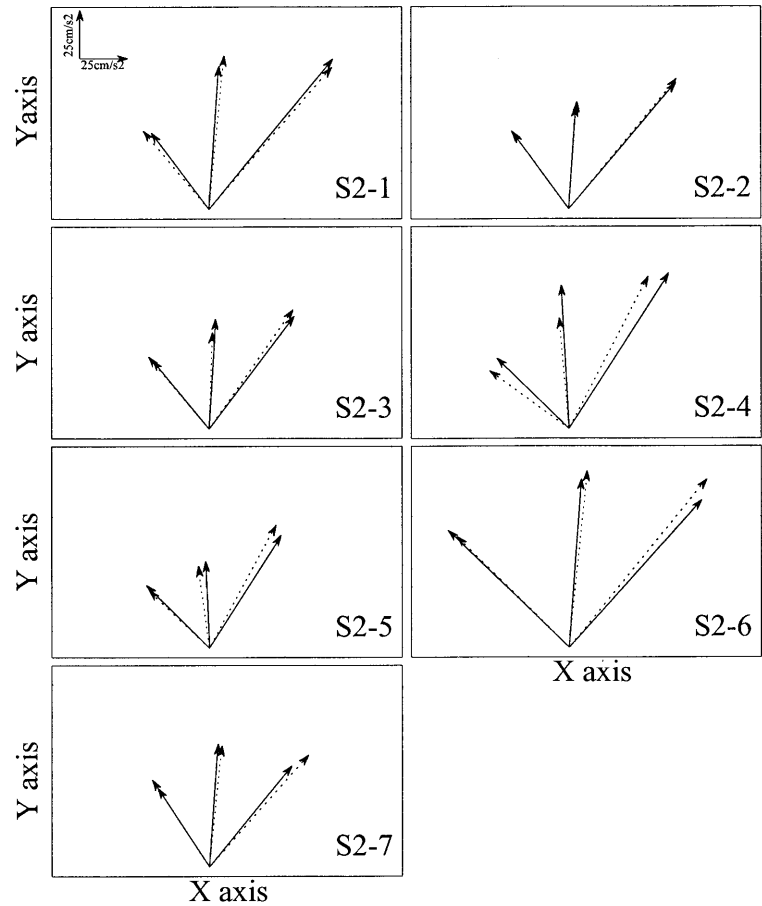 25cm/s2
25cm/s2
Yaxis
S2-1
S2-2
Y axis
S2-3
S2-4
Y axis
S2-5
S2-6
X axis
Y axis
S2-7
X axis